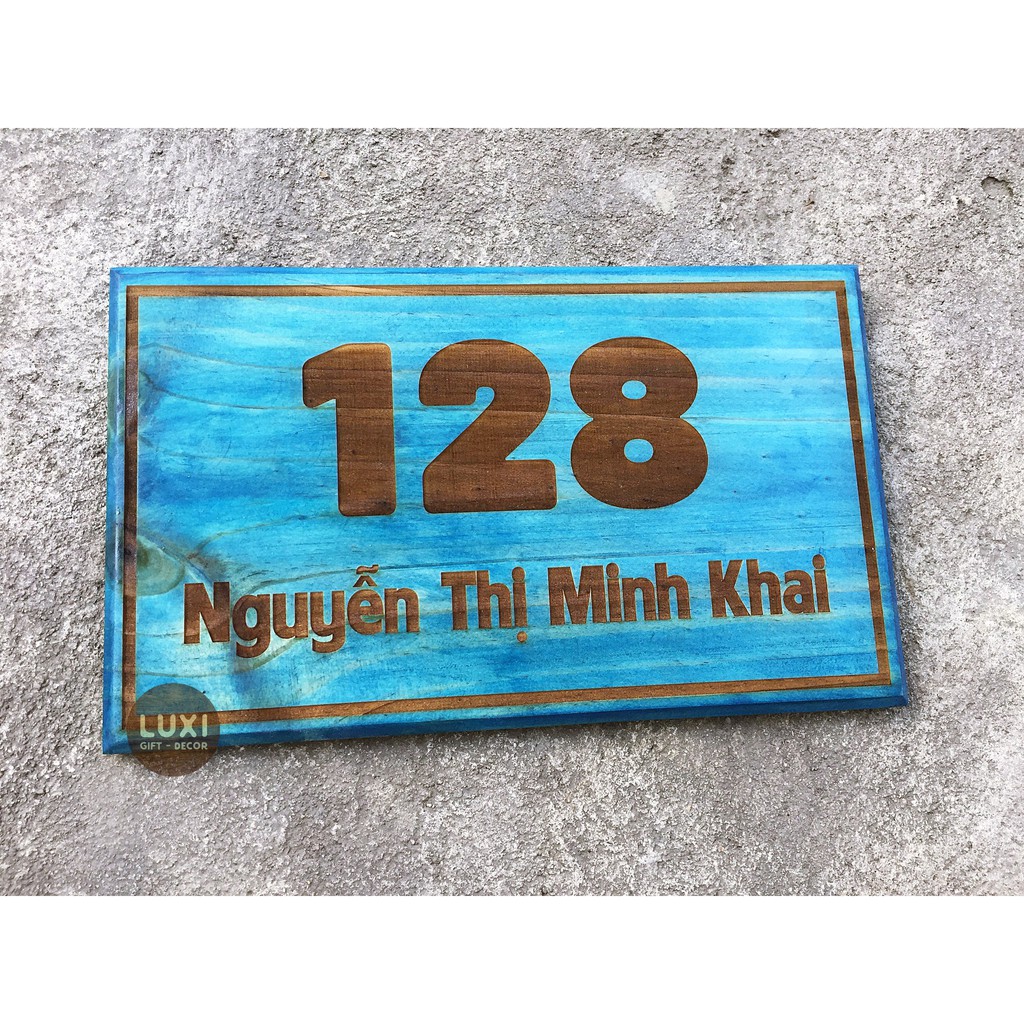 128
Nguyễn Thị Minh Khai
LUXI
GIFT - DECOR